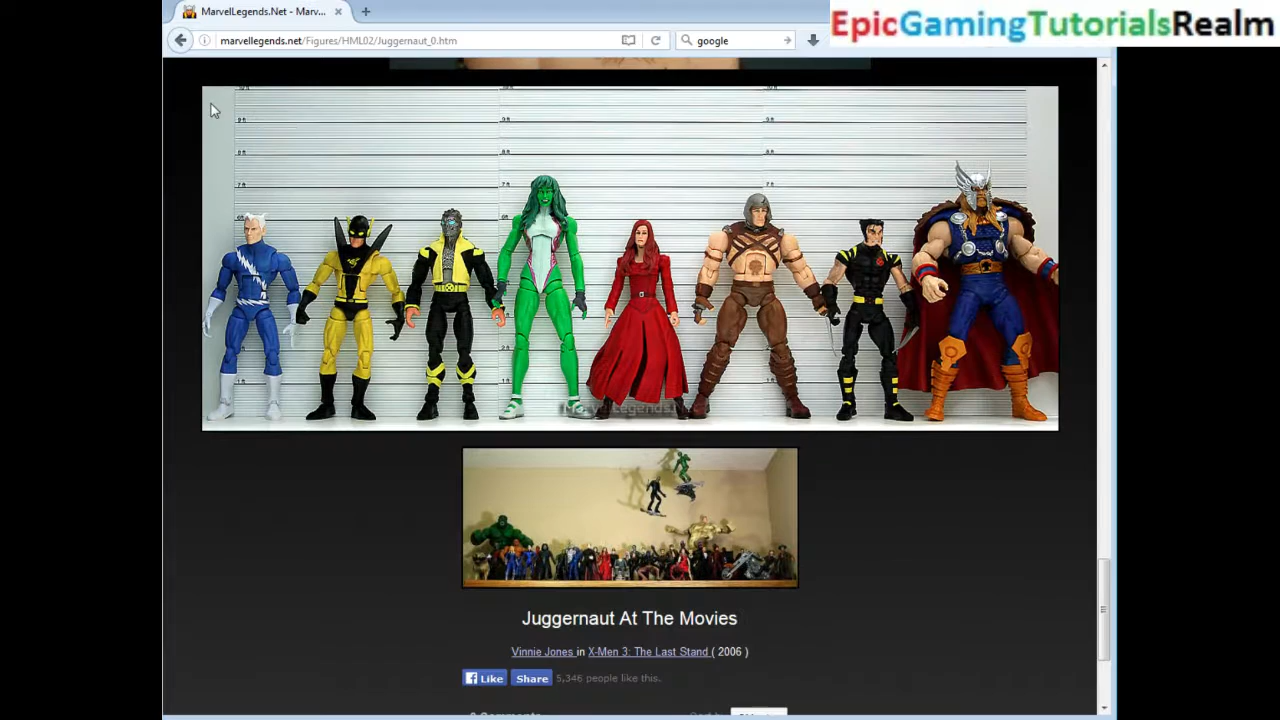 MarvelLegends.Net - Marv...
EpicGamingTutorialsRealm
marvellegends.net/Figures/HML02/Juggernaut_0.htm
google
Juggernaut At The Movies
Vinnie Jones in X-Men 3: The Last Stand ( 2006 )
Like Share 5,346 people like this.